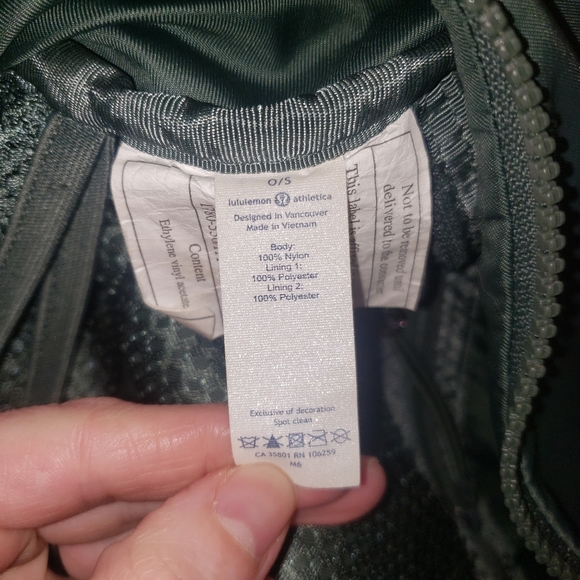 O/S
lululemon athletica
Designed in Vancouver
Made in Vietnam
Body:
100% Nylon
Lining 1:
100% Polyester
Lining 2:
100% Polyester
Exclusive of decoration
Spot clean
CA 35801 RN 106259
M6
Content
Ethylene vinyl acetate
This label is
Not to be removed until
delivered to the consumer